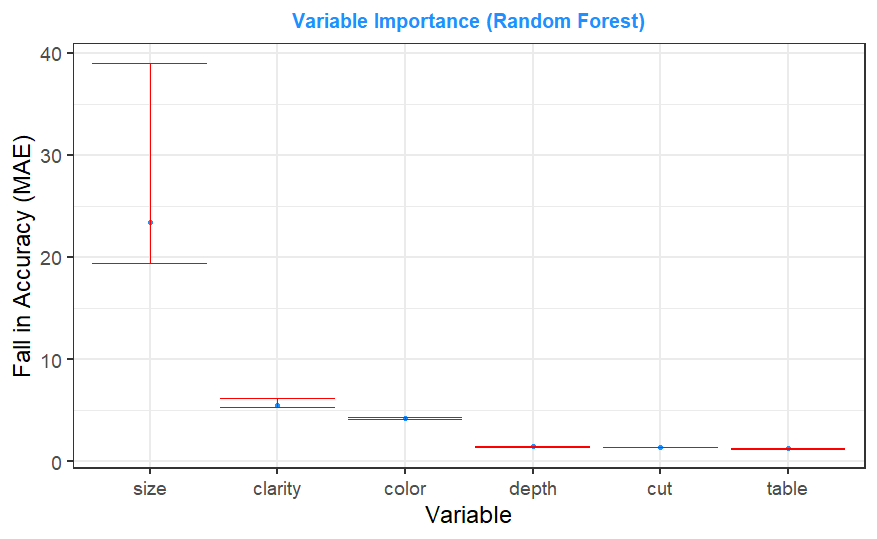 Variable Importance (Random Forest)
40
30
20
10
0
Fall in Accuracy (MAE)
size
clarity
color
depth
cut
table
Variable